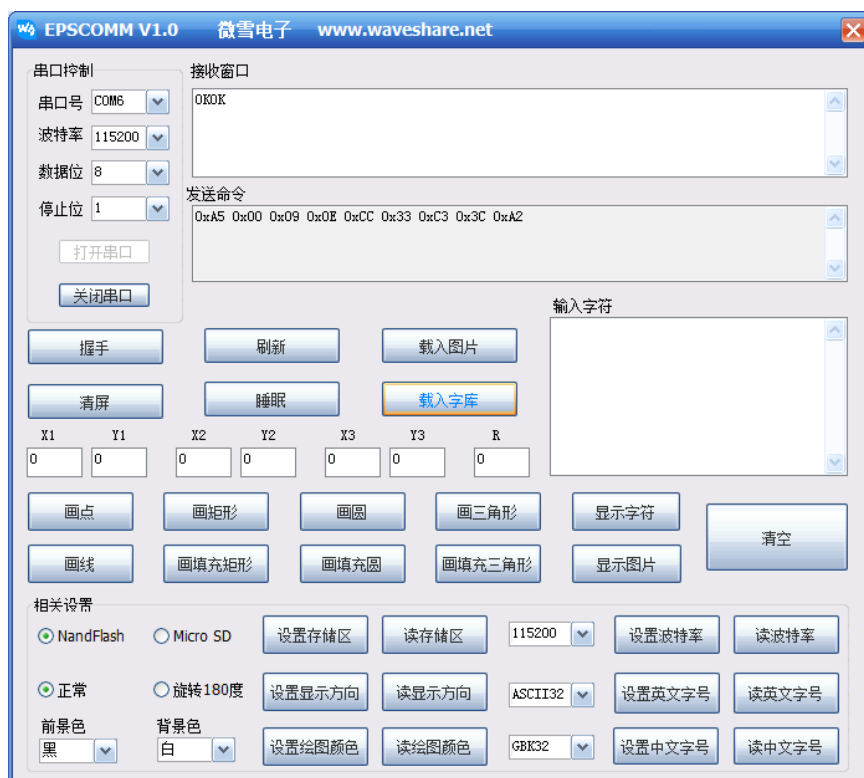 EPSCOMM V1.0 微雪电子 www.waveshare.net
串口控制
串口号 COM6
波特率 115200
数据位 8
停止位 1
打开串口
关闭串口
接收窗口
OKOK
发送命令
0xA5 0x00 0x09 0x0E 0xCC 0x33 0xC3 0x3C 0xA2
输入字符
握手 刷新 载入图片
清屏 睡眠 载入字库
X1 Y1 X2 Y2 X3 Y3 R
0 0 0 0 0 0 0
画点 画矩形 画圆 画三角形 显示字符
清空
画线 画填充矩形 画填充圆 画填充三角形 显示图片
相关设置
NandFlash Micro SD 设置存储区 读存储区 115200 设置波特率 读波特率
正常 旋转180度 设置显示方向 读显示方向 ASCII32 设置英文字号 读英文字号
前景色 背景色
黑 白 设置绘图颜色 读绘图颜色 GBK32 设置中文字号 读中文字号